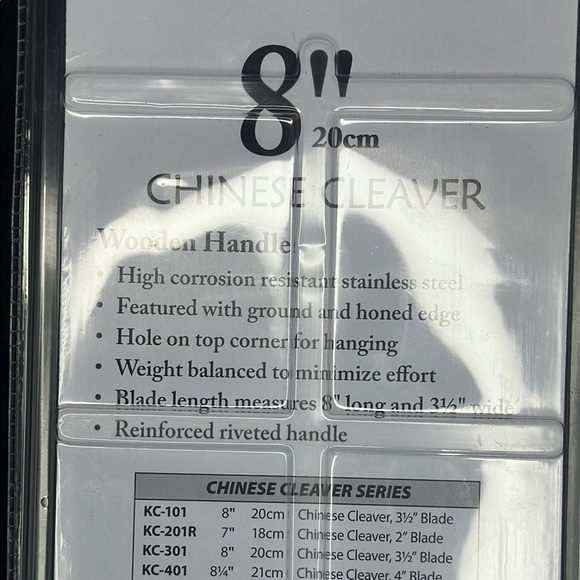 8"
20cm
CHINESE CLEAVER
Wooden Handle
• High corrosion resistant stainless steel
• Featured with ground and honed edge
• Hole on top corner for hanging
• Weight balanced to minimize effort
• Blade length measures 8" long and 3½" wide
• Reinforced riveted handle
CHINESE CLEAVER SERIES
KC-101 8" 20cm Chinese Cleaver, 3½" Blade
KC-201R 7" 18cm Chinese Cleaver, 2" Blade
KC-301 8" 20cm Chinese Cleaver, 3½" Blade
KC-401 8¼" 21cm Chinese Cleaver, 4" Blade